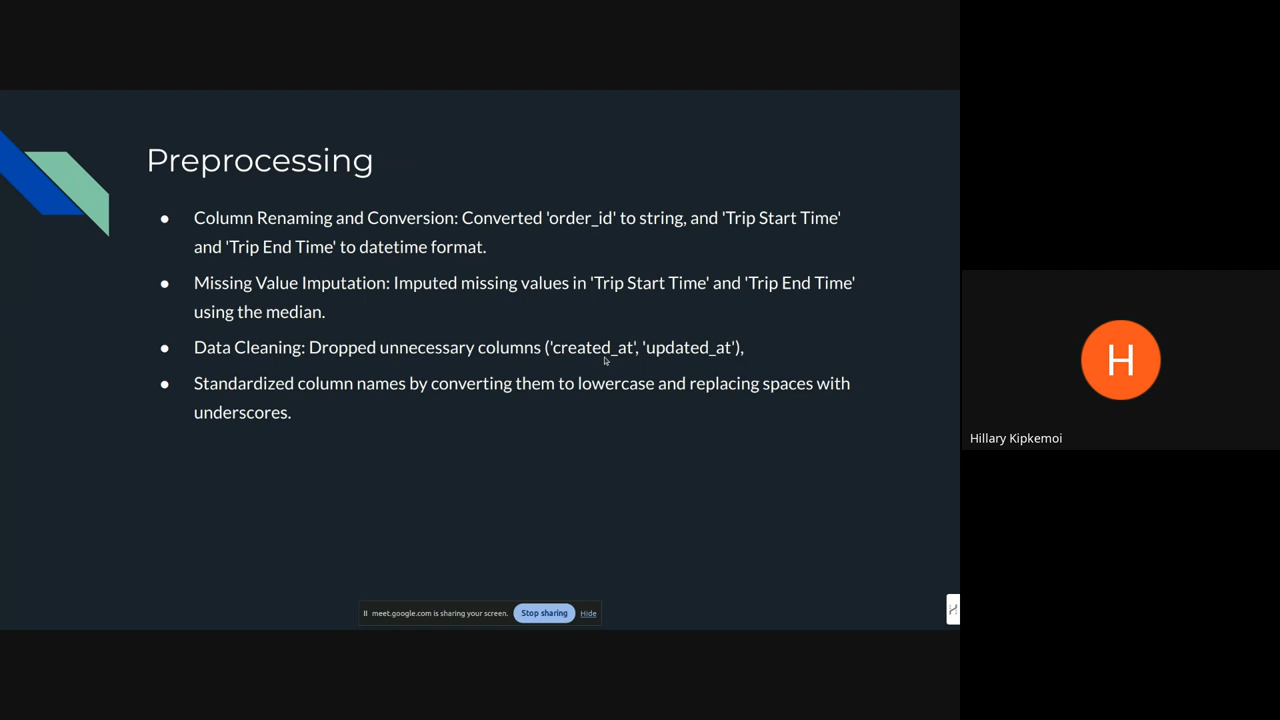 Preprocessing
● Column Renaming and Conversion: Converted 'order_id' to string, and 'Trip Start Time'
and 'Trip End Time' to datetime format.
● Missing Value Imputation: Imputed missing values in 'Trip Start Time' and 'Trip End Time'
using the median.
● Data Cleaning: Dropped unnecessary columns ('created_at', 'updated_at'),
● Standardized column names by converting them to lowercase and replacing spaces with
underscores.
meet.google.com is sharing your screen. Stop sharing Hide
H
Hillary Kipkemoi